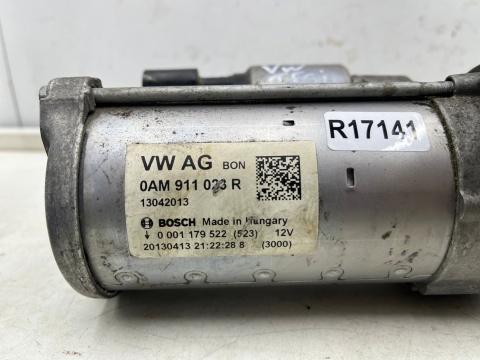 VW
R17141
VW AG BON
0AM 911 023 R
13042013
BOSCH Made in Hungary
0 001 179 522 (523) 12V
20130413 21:22:28 8 (3000)